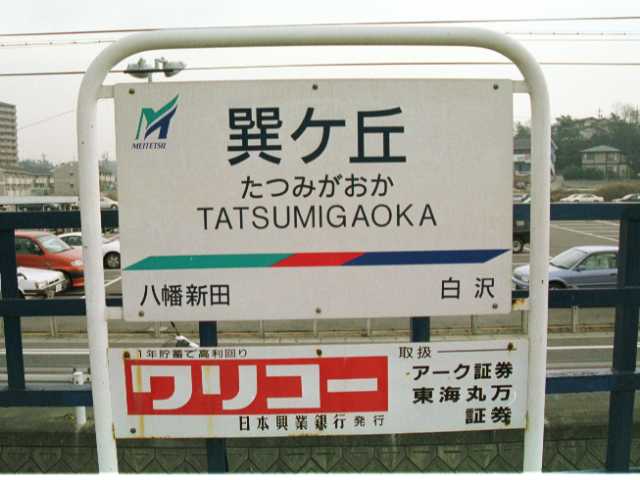 MEITETSU
巽ケ丘
たつみがおか
TATSUMIGAOKA
八幡新田
白沢
1年貯蓄で高利回り
ワリコー
日本興業銀行 発行
取扱
アーク証券
東海丸万
証券